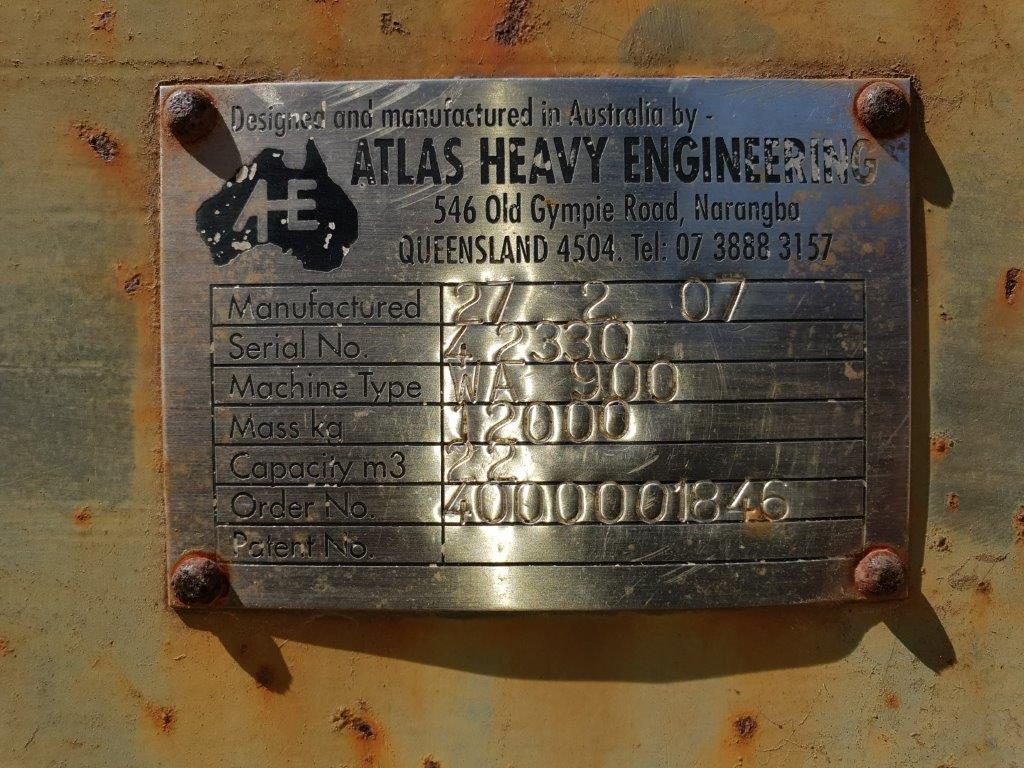 Designed and manufactured in Australia by -
AE ATLAS HEAVY ENGINEERING
546 Old Gympie Road, Narangba
QUEENSLAND 4504. Tel: 07 3888 3157
Manufactured 27 2 07
Serial No. 42330
Machine Type WA 900
Mass kg 12000
Capacity m3 22
Order No. 4000001846
Patent No.